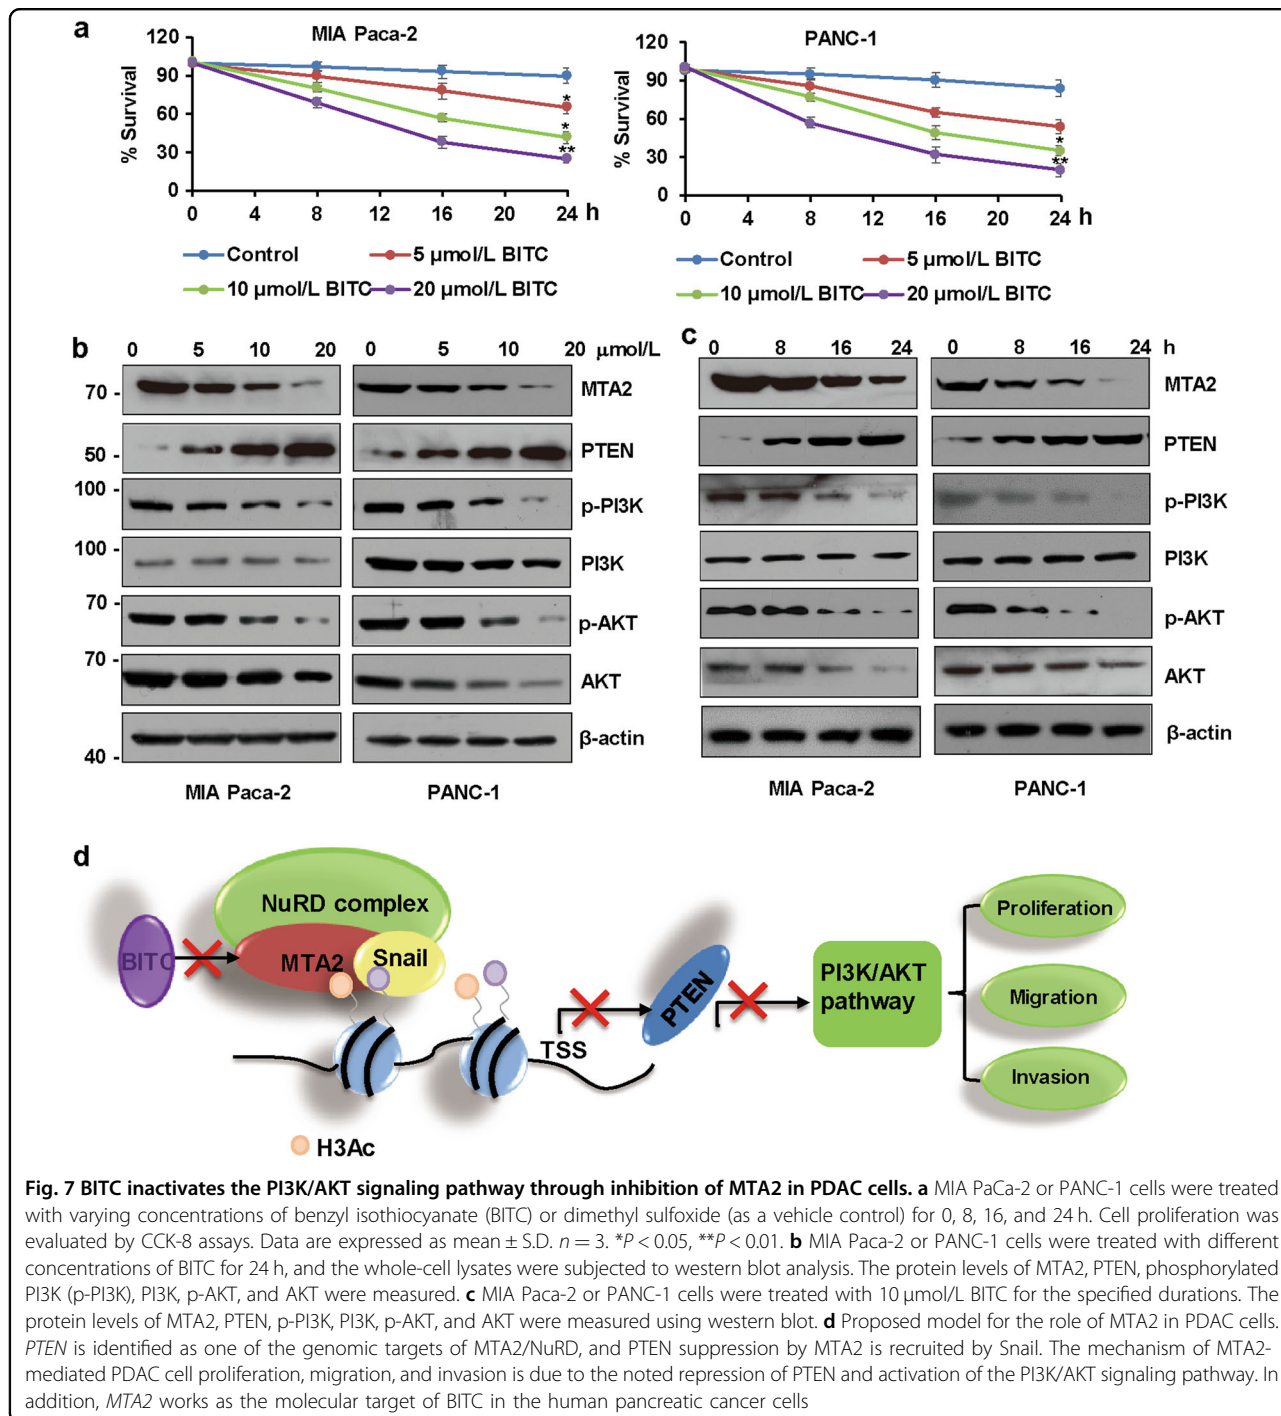 a
MIA Paca-2
120
90
60
30
0
% Survival
0 4 8 12 16 20 24 h
*
*
**
Control
5 μmol/L BITC
10 μmol/L BITC
20 μmol/L BITC
PANC-1
120
90
60
30
0
% Survival
0 4 8 12 16 20 24 h
*
**
Control
5 μmol/L BITC
10 μmol/L BITC
20 μmol/L BITC
b
0 5 10 20 0 5 10 20 μmol/L
70 - MTA2
50 - PTEN
100 - p-PI3K
100 - PI3K
70 - p-AKT
70 - AKT
40 - β-actin
MIA Paca-2 PANC-1
c
0 8 16 24 0 8 16 24 h
MTA2
PTEN
p-PI3K
PI3K
p-AKT
AKT
β-actin
MIA Paca-2 PANC-1
d
NuRD complex
BITC
MTA2
Snail
TSS
PTEN
PI3K/AKT
pathway
Proliferation
Migration
Invasion
H3Ac
Fig. 7 BITC inactivates the PI3K/AKT signaling pathway through inhibition of MTA2 in PDAC cells. a MIA PaCa-2 or PANC-1 cells were treated
with varying concentrations of benzyl isothiocyanate (BITC) or dimethyl sulfoxide (as a vehicle control) for 0, 8, 16, and 24 h. Cell proliferation was
evaluated by CCK-8 assays. Data are expressed as mean ± S.D. n = 3. *P < 0.05, **P < 0.01. b MIA Paca-2 or PANC-1 cells were treated with different
concentrations of BITC for 24 h, and the whole-cell lysates were subjected to western blot analysis. The protein levels of MTA2, PTEN, phosphorylated
PI3K (p-PI3K), PI3K, p-AKT, and AKT were measured. c MIA Paca-2 or PANC-1 cells were treated with 10 μmol/L BITC for the specified durations. The
protein levels of MTA2, PTEN, p-PI3K, PI3K, p-AKT, and AKT were measured using western blot. d Proposed model for the role of MTA2 in PDAC cells.
PTEN is identified as one of the genomic targets of MTA2/NuRD, and PTEN suppression by MTA2 is recruited by Snail. The mechanism of MTA2-
mediated PDAC cell proliferation, migration, and invasion is due to the noted repression of PTEN and activation of the PI3K/AKT signaling pathway. In
addition, MTA2 works as the molecular target of BITC in the human pancreatic cancer cells